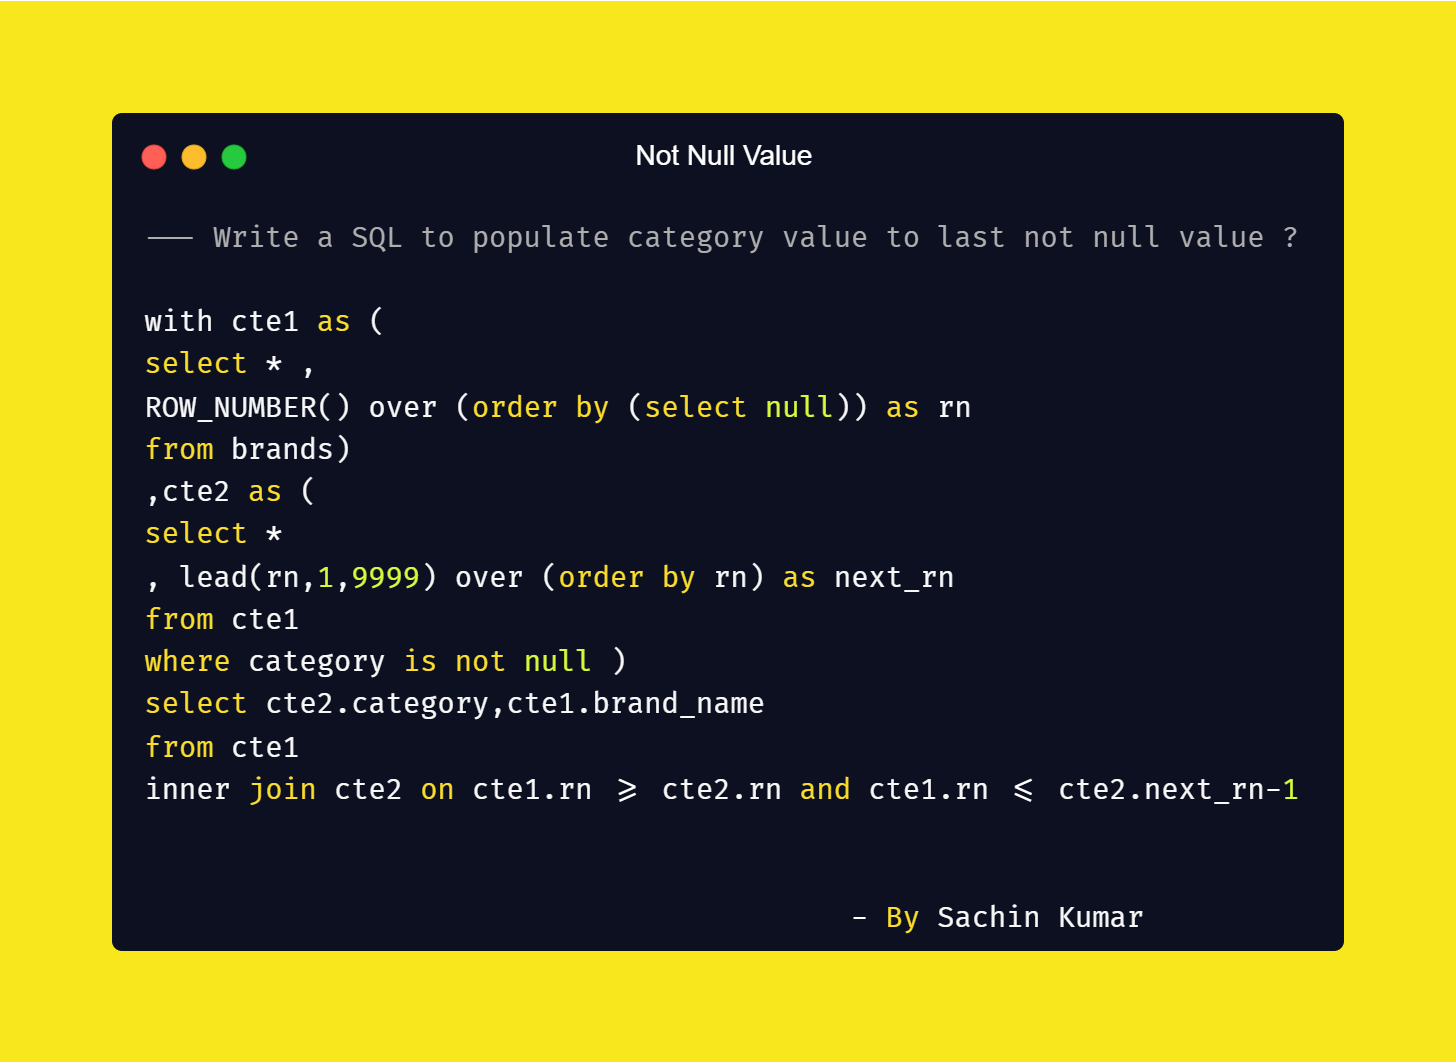 Not Null Value
--- Write a SQL to populate category value to last not null value ?
with cte1 as (
select * ,
ROW_NUMBER() over (order by (select null)) as rn
from brands)
,cte2 as (
select *
, lead(rn,1,9999) over (order by rn) as next_rn
from cte1
where category is not null )
select cte2.category,cte1.brand_name
from cte1
inner join cte2 on cte1.rn >= cte2.rn and cte1.rn <= cte2.next_rn-1
- By Sachin Kumar